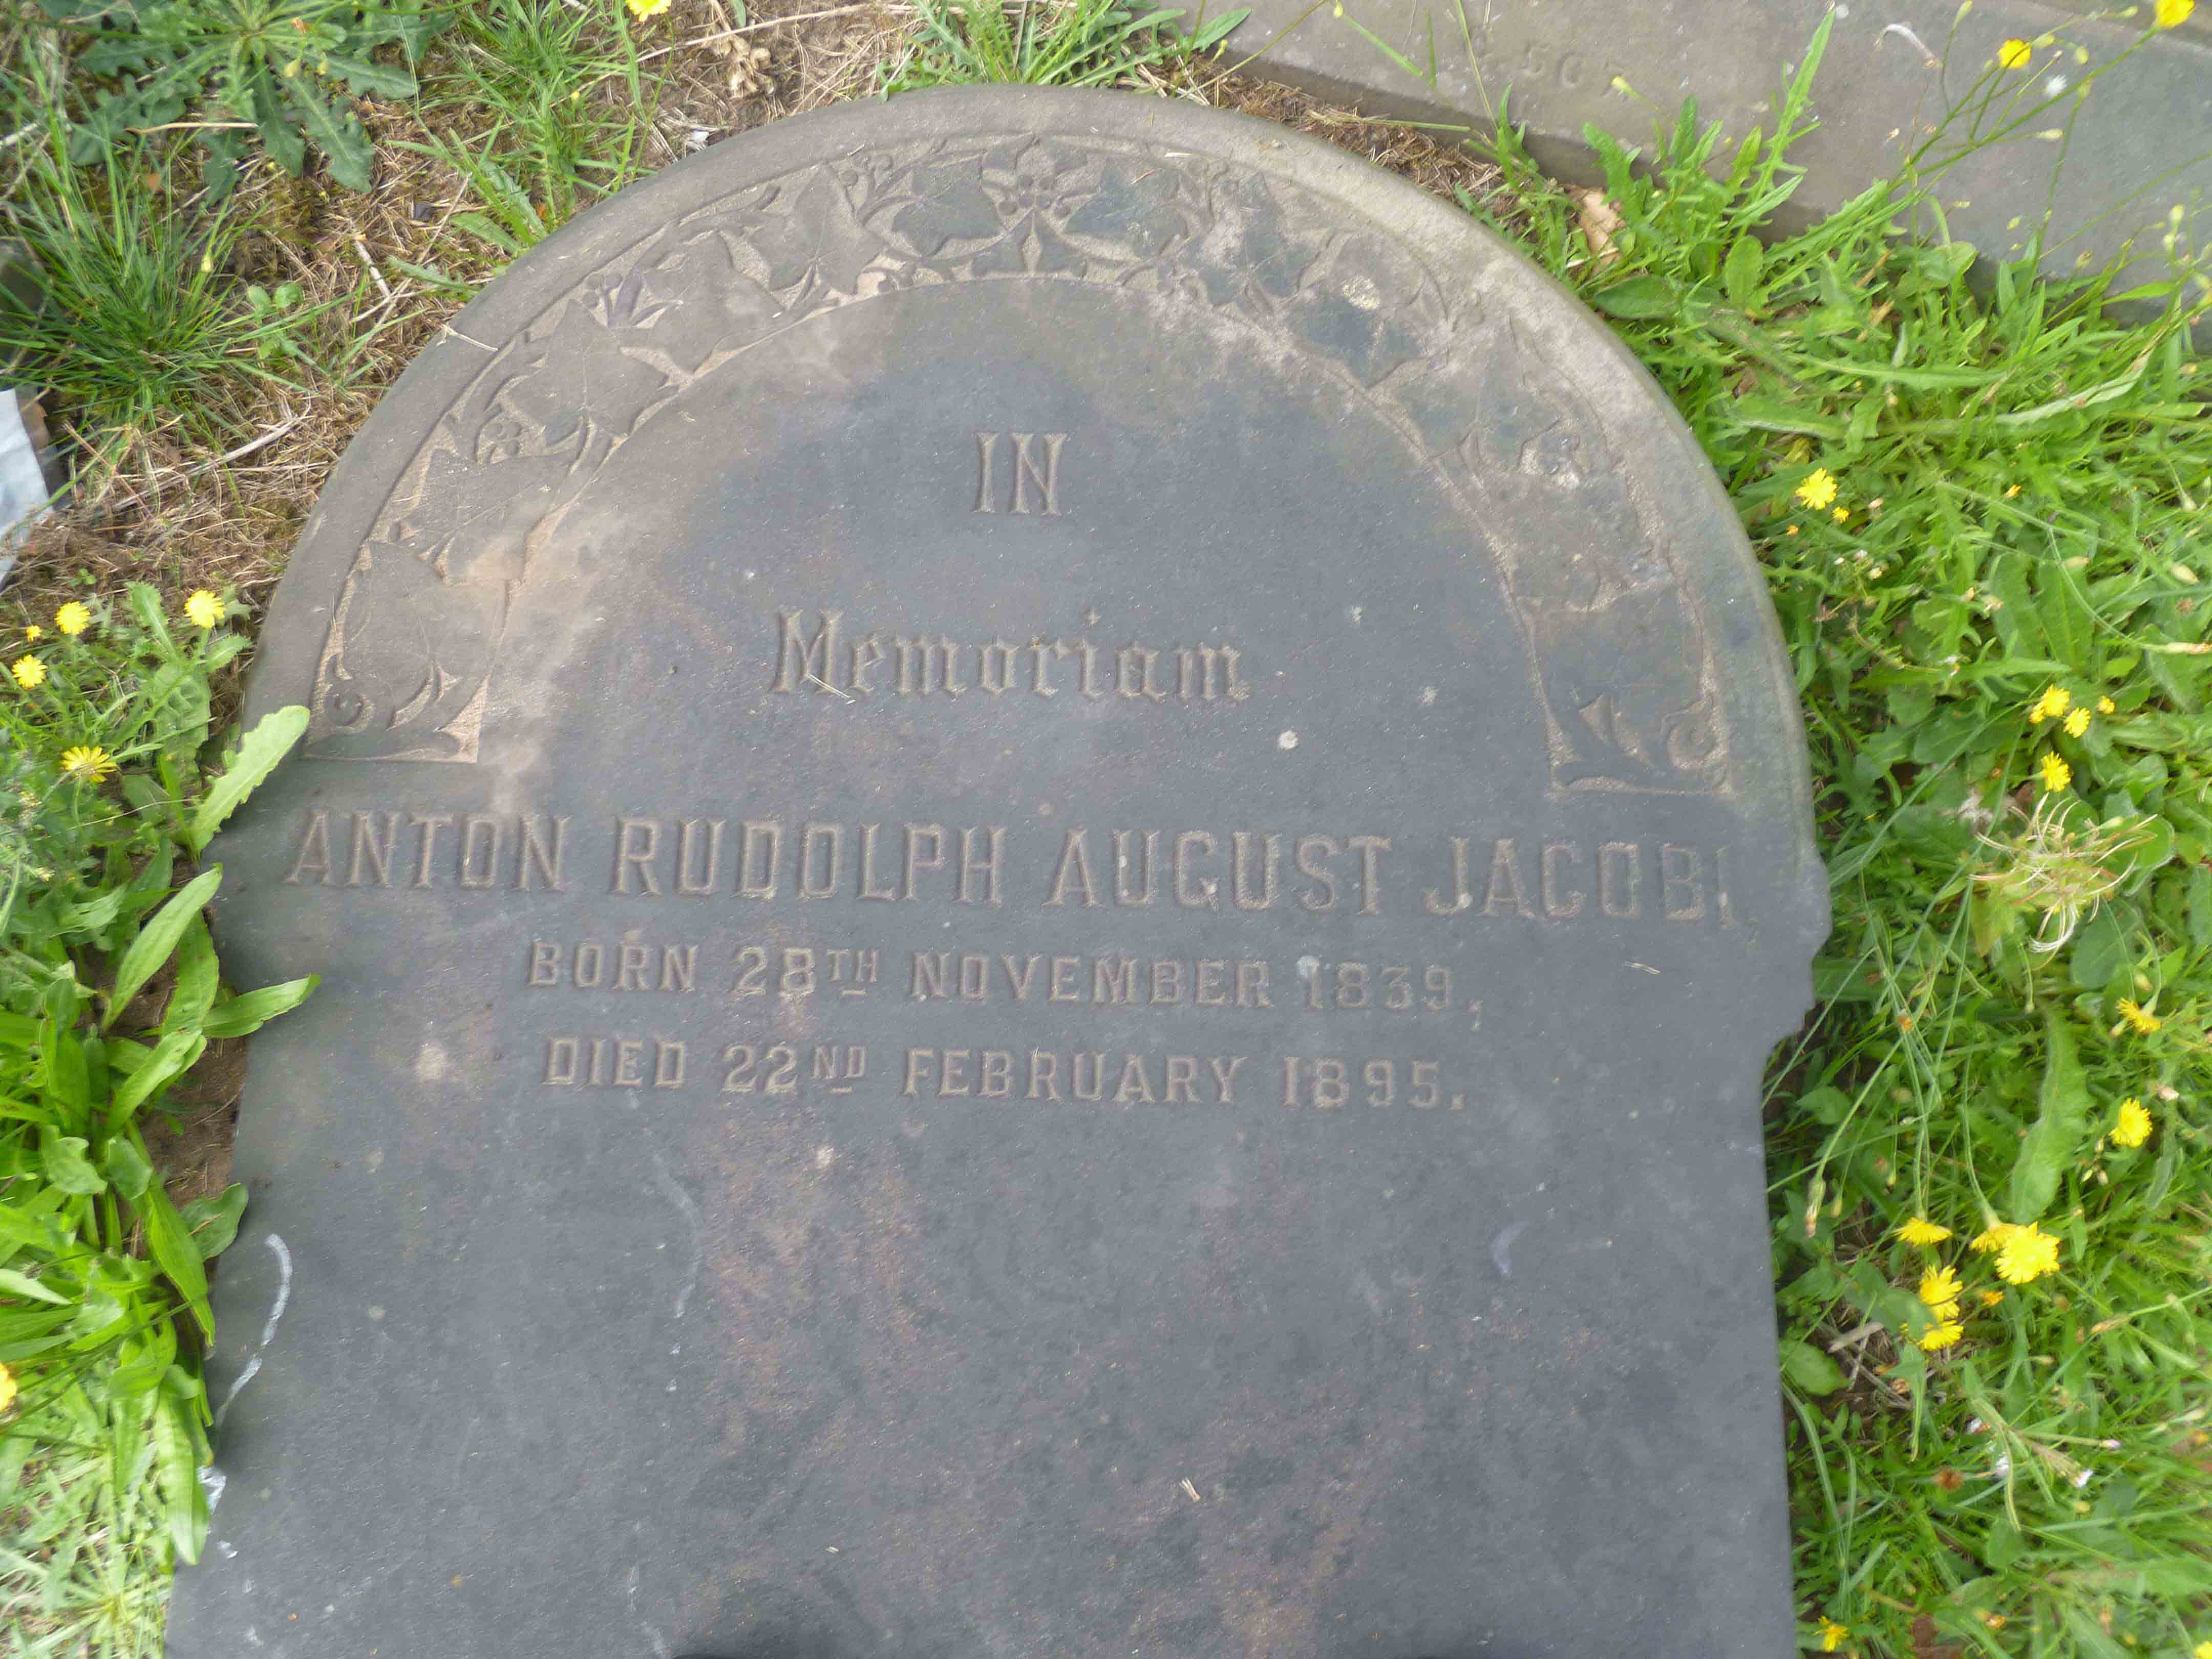 IN
Memoriam
ANTON RUDOLPH AUGUST JACOBI,
BORN 28TH NOVEMBER 1839,
DIED 22ND FEBRUARY 1895.